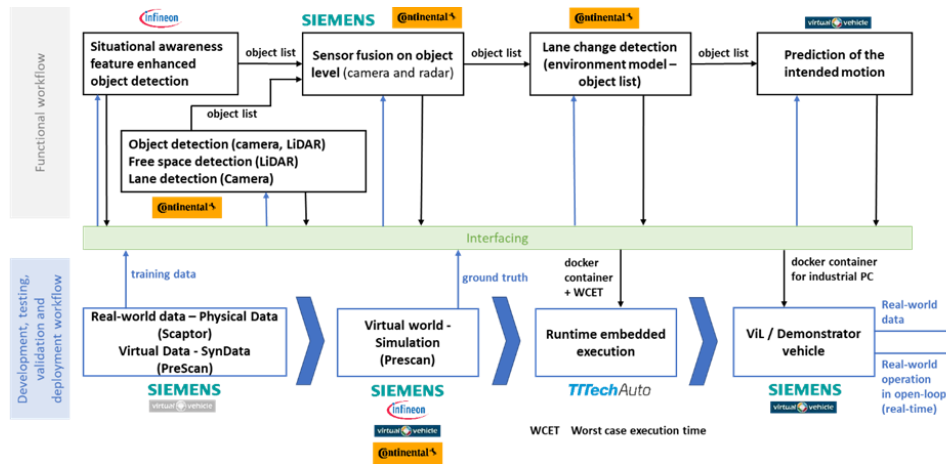 infineon
SIEMENS
Continental
Continental
virtual vehicle
Functional workflow
Situational awareness
feature enhanced
object detection
object list
Sensor fusion on object
level (camera and radar)
object list
Lane change detection
(environment model –
object list)
object list
Prediction of the
intended motion
object list
Object detection (camera, LiDAR)
Free space detection (LiDAR)
Lane detection (Camera)
Continental
Interfacing
Development, testing,
validation and
deployment workflow
training data
ground truth
docker
container
+ WCET
docker container
for industrial PC
Real-world data – Physical Data
(Scaptor)
Virtual Data - SynData
(PreScan)
Virtual world -
Simulation
(Prescan)
Runtime embedded
execution
ViL / Demonstrator
vehicle
Real-world
data
Real-world
operation
in open-loop
(real-time)
SIEMENS
virtual vehicle
SIEMENS
infineon
virtual vehicle
Continental
TTTechAuto
SIEMENS
virtual vehicle
WCET Worst case execution time